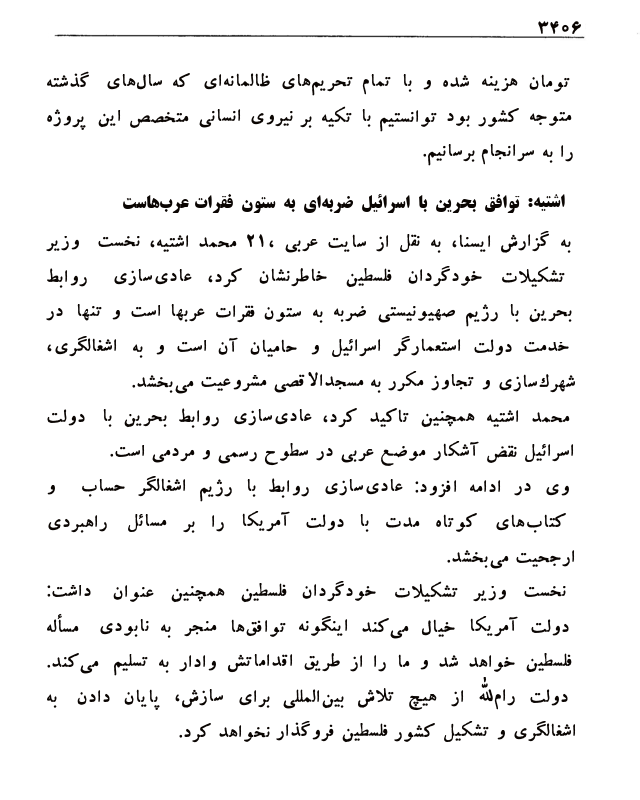 ۳۴۰۶
تومان هزینه شده و با تمام تحریم‌های ظالمانه‌ای که سال‌های گذشته
متوجه کشور بود توانستیم با تکیه بر نیروی انسانی متخصص این پروژه
را به سرانجام برسانیم.
اشتیه: توافق بحرین با اسرائیل ضربه‌ای به ستون فقرات عرب‌هاست
به گزارش ایسنا، به نقل از سایت عربی ۲۱، محمد اشتیه، نخست وزیر
تشکیلات خودگردان فلسطین خاطرنشان کرد، عادی‌سازی روابط
بحرین با رژیم صهیونیستی ضربه به ستون فقرات عربها است و تنها در
خدمت دولت استعمارگر اسرائیل و حامیان آن است و به اشغالگری،
شهرك‌سازی و تجاوز مکرر به مسجدالاقصی مشروعیت می‌بخشد.
محمد اشتیه همچنین تاکید کرد، عادی‌سازی روابط بحرین با دولت
اسرائیل نقض آشکار موضع عربی در سطوح رسمی و مردمی است.
وی در ادامه افزود: عادی‌سازی روابط با رژیم اشغالگر حساب و
کتاب‌های کوتاه مدت با دولت آمریکا را بر مسائل راهبردی
ارجحیت می‌بخشد.
نخست وزیر تشکیلات خودگردان فلسطین همچنین عنوان داشت:
دولت آمریکا خیال می‌کند اینگونه توافق‌ها منجر به نابودی مسأله
فلسطین خواهد شد و ما را از طریق اقداماتش وادار به تسلیم می‌کند.
دولت رام‌الله از هیچ تلاش بین‌المللی برای سازش، پایان دادن به
اشغالگری و تشکیل کشور فلسطین فروگذار نخواهد کرد.